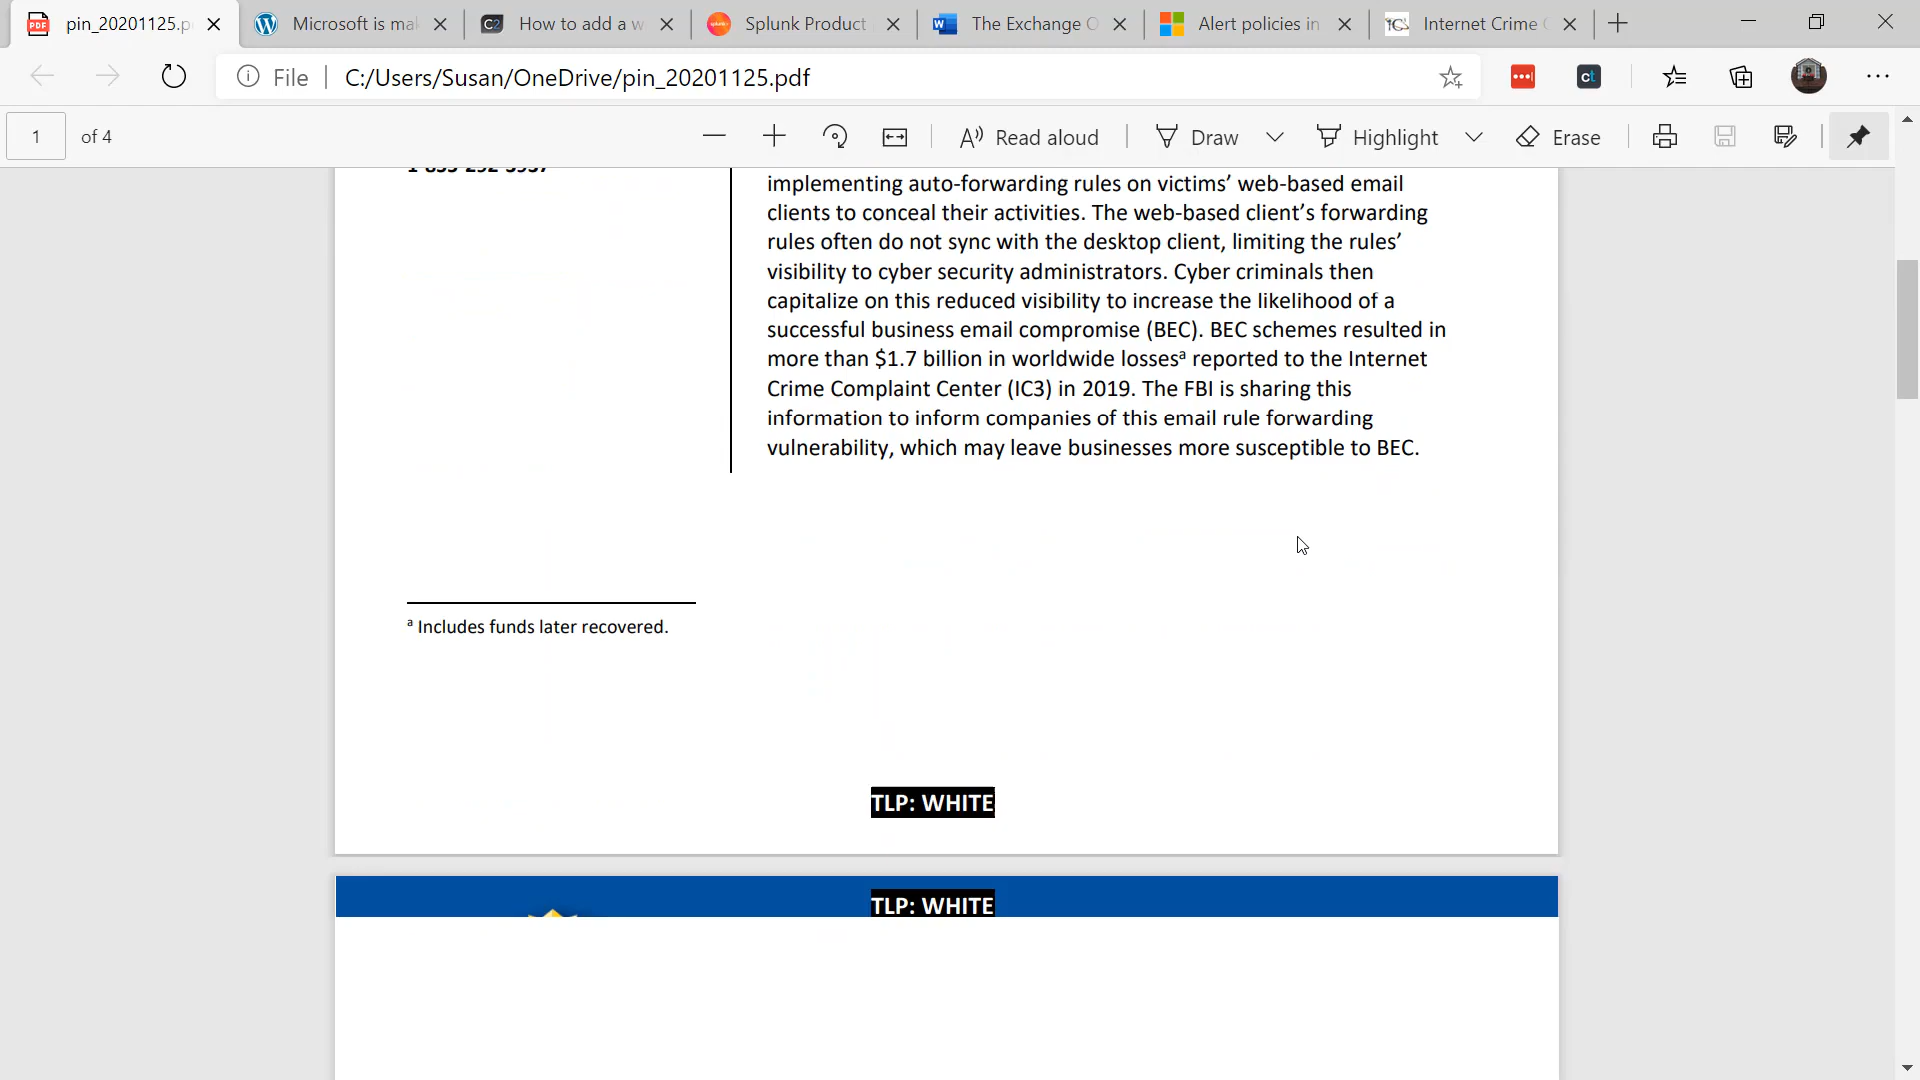 pin_20201125.p
Microsoft is mak
How to add a w
Splunk Product
The Exchange O
Alert policies in
Internet Crime C
File
C:/Users/Susan/OneDrive/pin_20201125.pdf
ct
1
of 4
Read aloud
Draw
Highlight
Erase
implementing auto-forwarding rules on victims’ web-based email
clients to conceal their activities. The web-based client’s forwarding
rules often do not sync with the desktop client, limiting the rules’
visibility to cyber security administrators. Cyber criminals then
capitalize on this reduced visibility to increase the likelihood of a
successful business email compromise (BEC). BEC schemes resulted in
more than $1.7 billion in worldwide lossesᵃ reported to the Internet
Crime Complaint Center (IC3) in 2019. The FBI is sharing this
information to inform companies of this email rule forwarding
vulnerability, which may leave businesses more susceptible to BEC.
ᵃ Includes funds later recovered.
TLP: WHITE
TLP: WHITE